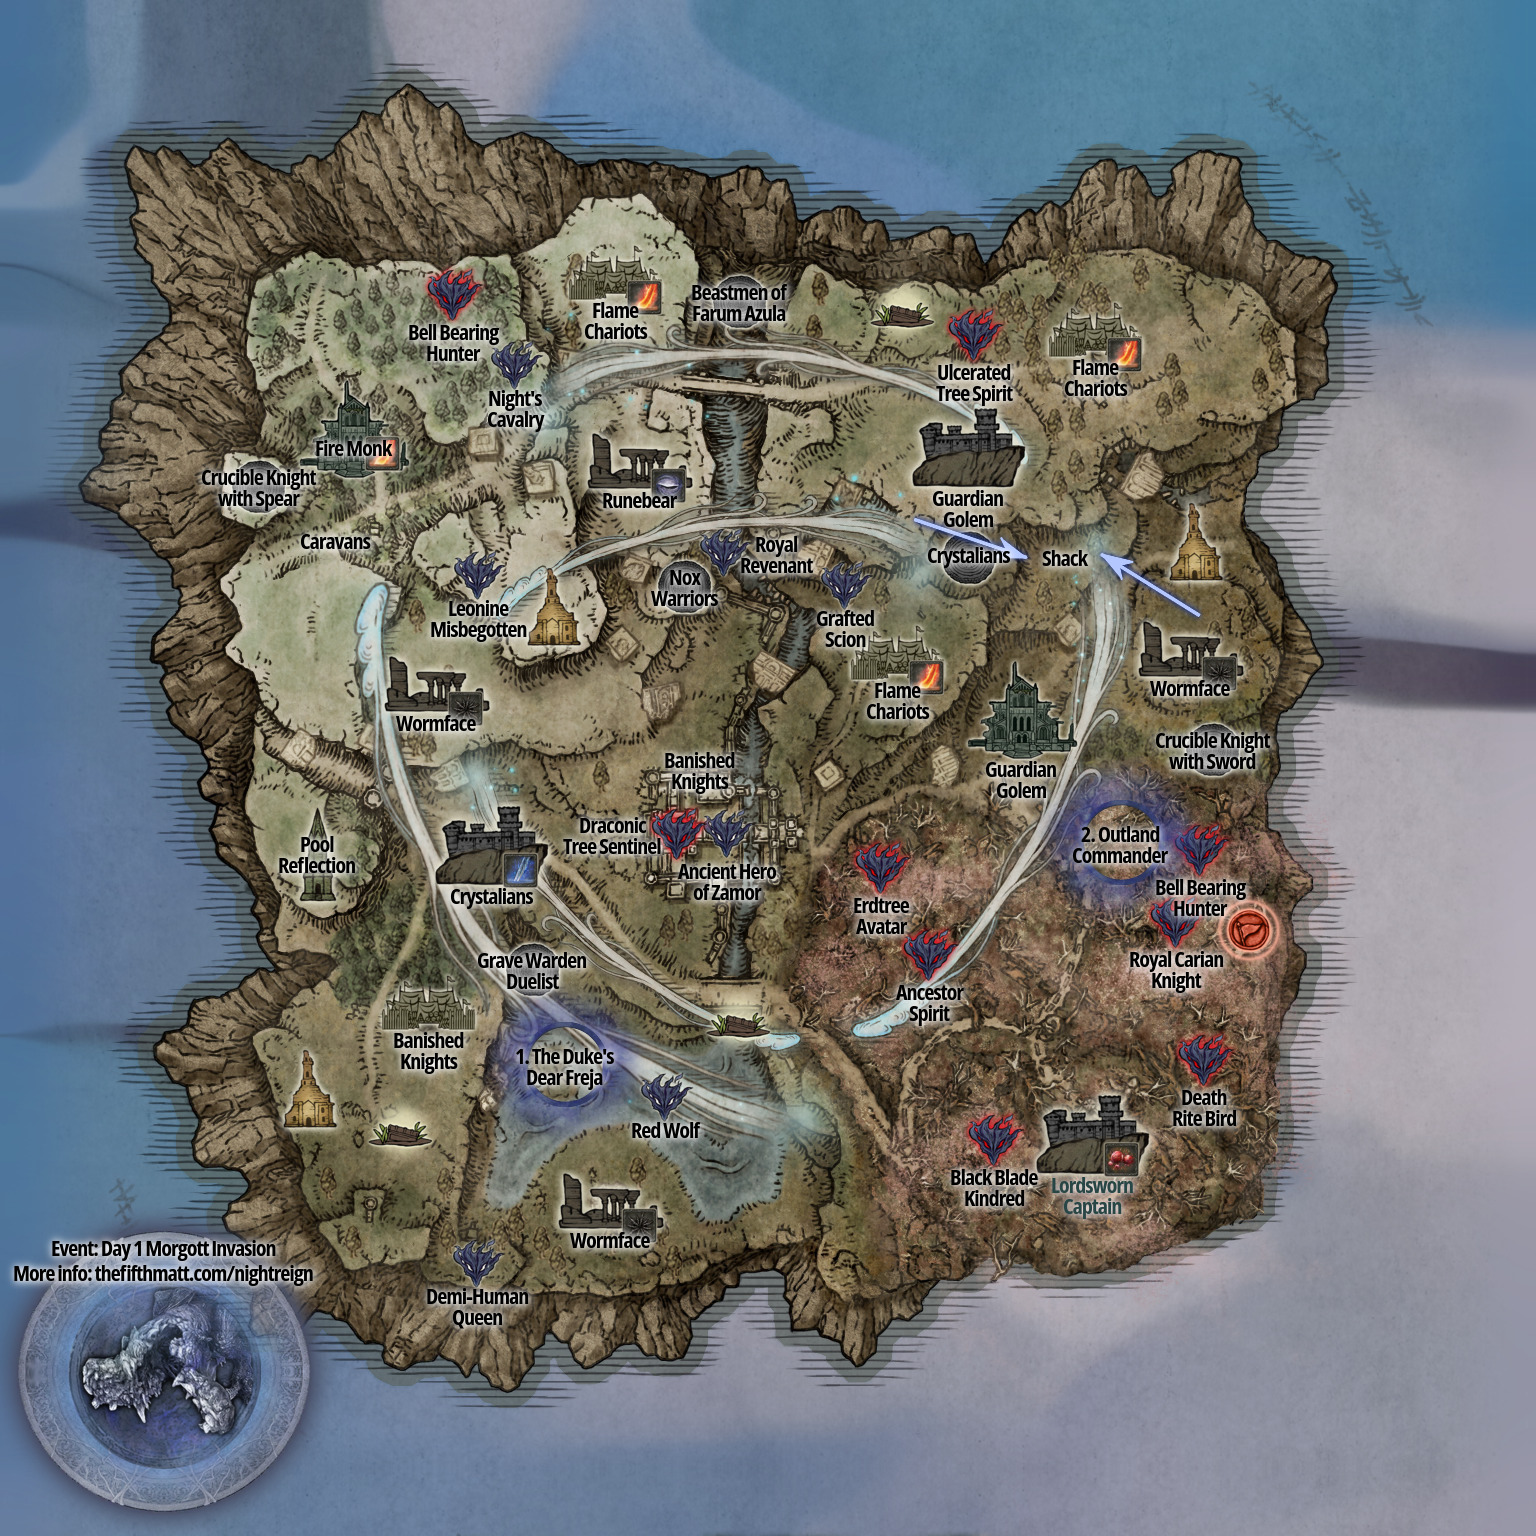 Beastmen of
Farum Azula
Flame
Chariots
Bell Bearing
Hunter
Night's
Cavalry
Ulcerated
Tree Spirit
Flame
Chariots
Fire Monk
Crucible Knight
with Spear
Runebear
Guardian
Golem
Caravans
Royal
Revenant
Crystalians
Shack
Nox
Warriors
Leonine
Misbegotten
Grafted
Scion
Flame
Chariots
Wormface
Wormface
Crucible Knight
with Sword
Banished
Knights
Guardian
Golem
Draconic
Tree Sentinel
Ancient Hero
of Zamor
Pool
Reflection
2. Outland
Commander
Crystalians
Erdtree
Avatar
Bell Bearing
Hunter
Royal Carian
Knight
Grave Warden
Duelist
Ancestor
Spirit
Banished
Knights
1. The Duke's
Dear Freja
Red Wolf
Death
Rite Bird
Black Blade
Kindred
Lordsworn
Captain
Wormface
Demi-Human
Queen
Event: Day 1 Morgott Invasion
More info: thefifthmatt.com/nightreign